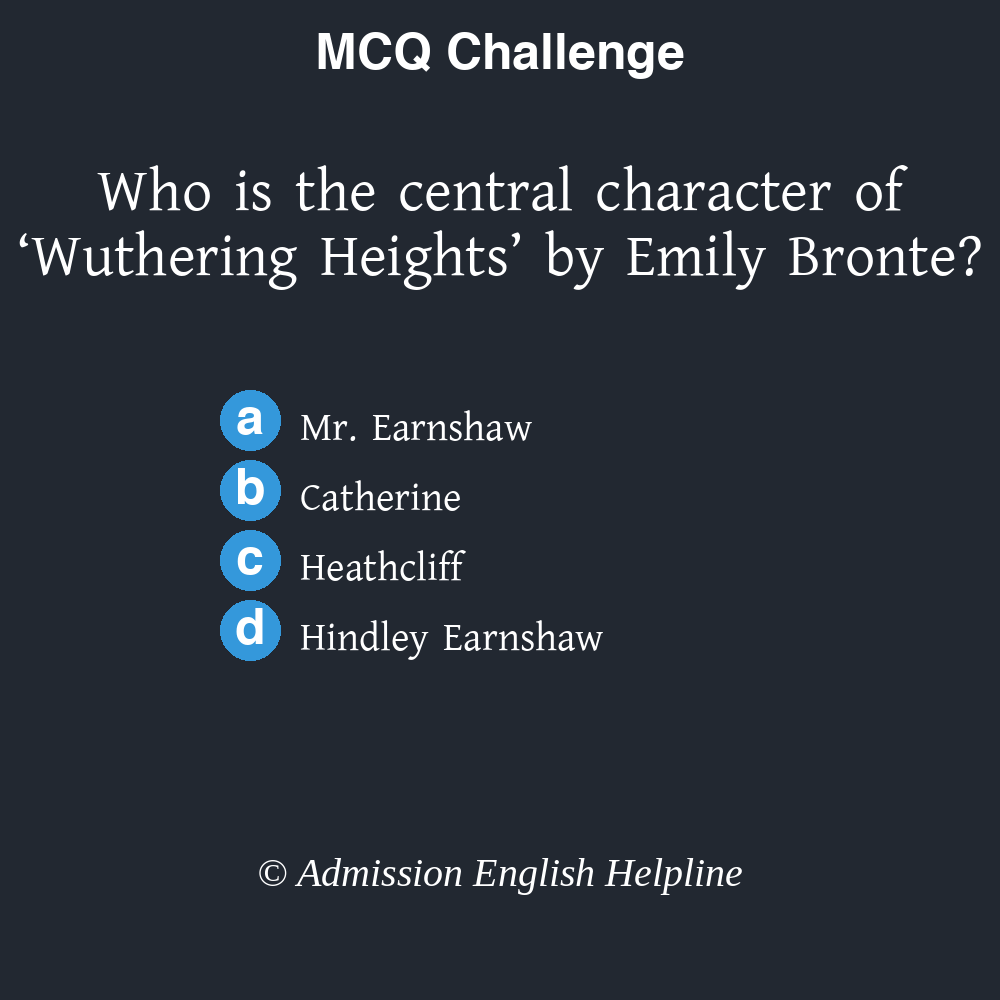 MCQ Challenge
Who is the central character of
‘Wuthering Heights’ by Emily Bronte?
a Mr. Earnshaw
b Catherine
c Heathcliff
d Hindley Earnshaw
© Admission English Helpline